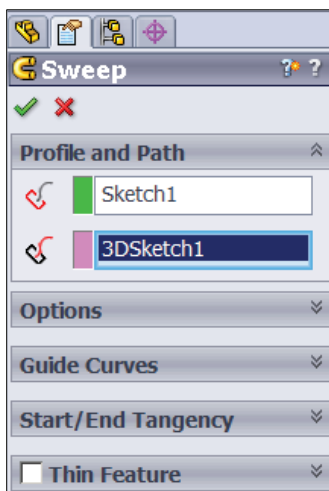 Sweep ? ?
Profile and Path
Sketch1
3DSketch1
Options
Guide Curves
Start/End Tangency
Thin Feature